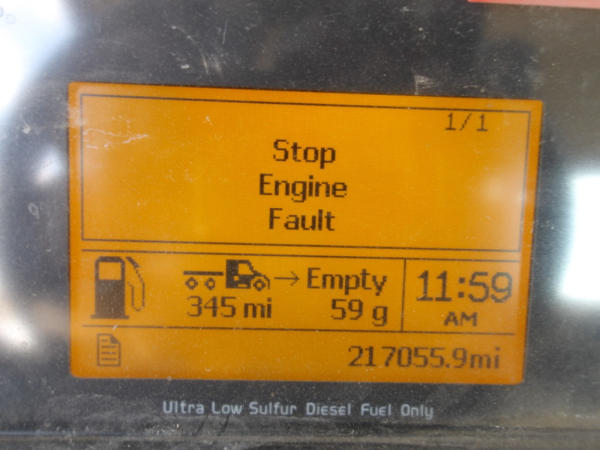 1/1
Stop
Engine
Fault
→ Empty
345 mi 59 g
11:59
AM
217055.9mi
Ultra Low Sulfur Diesel Fuel Only